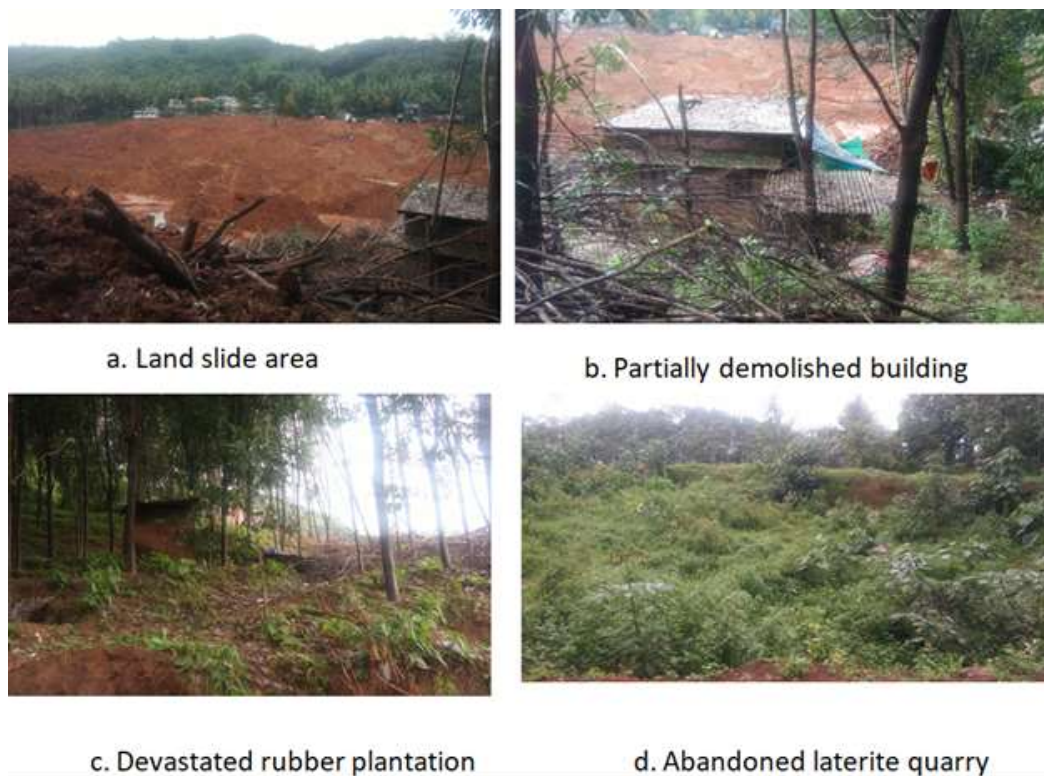 a. Land slide area
b. Partially demolished building
c. Devastated rubber plantation
d. Abandoned laterite quarry